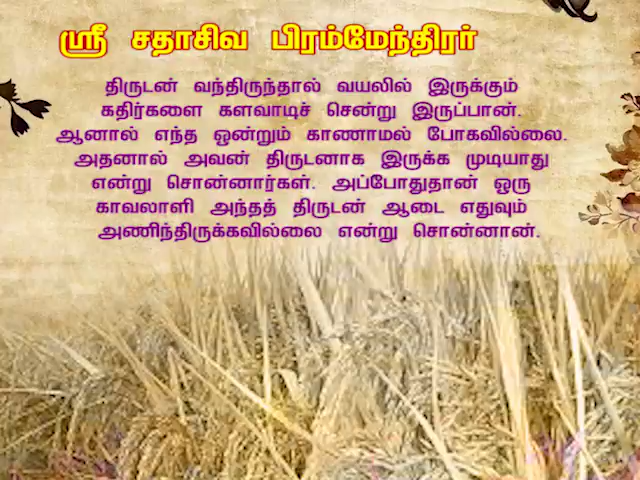 ஸ்ரீ சதாசிவ பிரம்மேந்திரர்
திருடன் வந்திருந்தால் வயலில் இருக்கும்
கதிர்களை களவாடிச் சென்று இருப்பான்.
ஆனால் எந்த ஒன்றும் காணாமல் போகவில்லை.
அதனால் அவன் திருடனாக இருக்க முடியாது
என்று சொன்னார்கள். அப்போதுதான் ஒரு
காவலாளி அந்தத் திருடன் ஆடை எதுவும்
அணிந்திருக்கவில்லை என்று சொன்னான்.